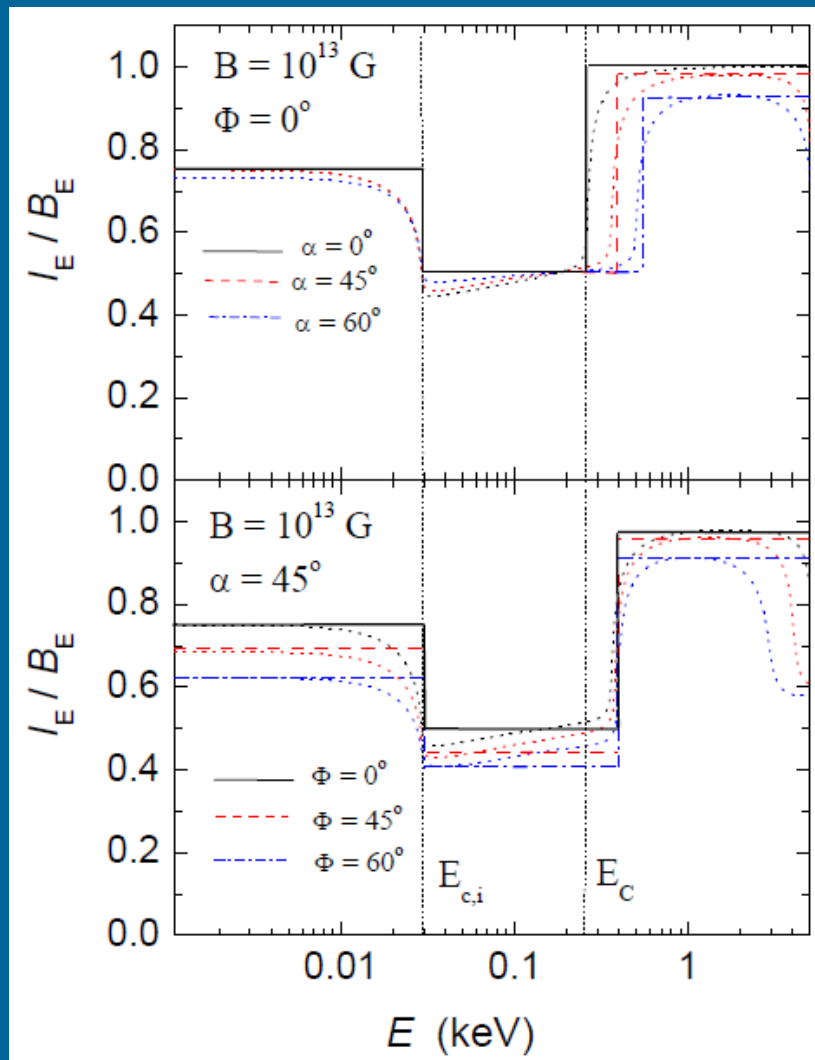 I_E / B_E
1.0
0.8
0.6
0.4
0.2
0.0
B = 10^13 G
Φ = 0°
α = 0°
α = 45°
α = 60°
I_E / B_E
1.0
0.8
0.6
0.4
0.2
0.0
B = 10^13 G
α = 45°
Φ = 0°
Φ = 45°
Φ = 60°
E_c,i
E_C
0.01
0.1
1
E (keV)